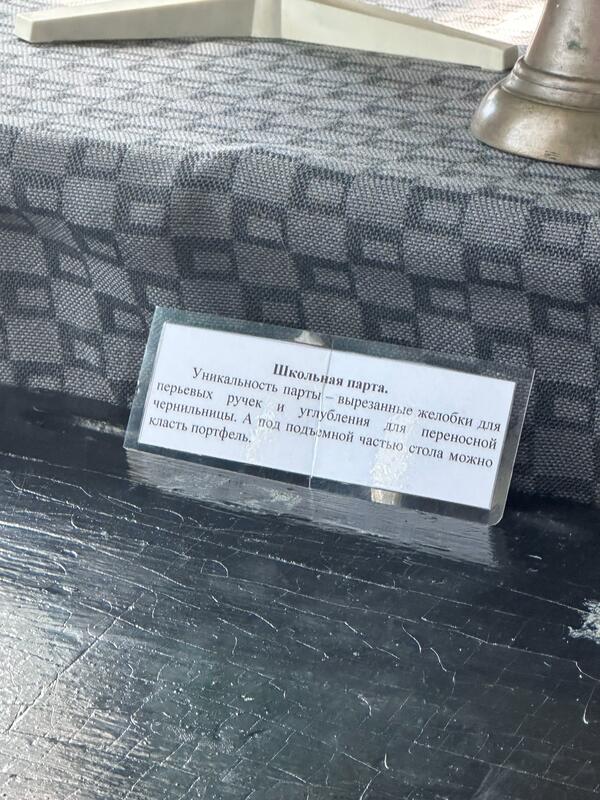 Школьная парта.
Уникальность парты – вырезанные желобки для
перьевых ручек и углубления для переносной
чернильницы. А под подъемной частью стола можно
класть портфель.